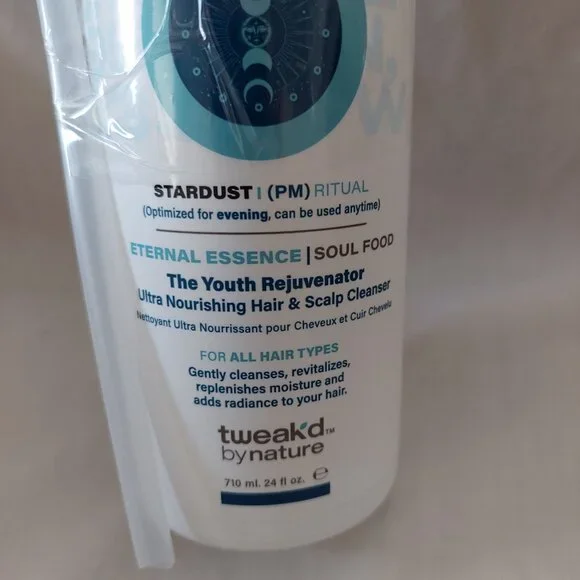 STARDUST | (PM) RITUAL
(Optimized for evening, can be used anytime)
ETERNAL ESSENCE | SOUL FOOD
The Youth Rejuvenator
Ultra Nourishing Hair & Scalp Cleanser
Nettoyant Ultra Nourrissant pour Cheveux et Cuir Chevelu
FOR ALL HAIR TYPES
Gently cleanses, revitalizes,
replenishes moisture and
adds radiance to your hair.
tweak'd™
by nature
710 ml. 24 fl oz. ℮